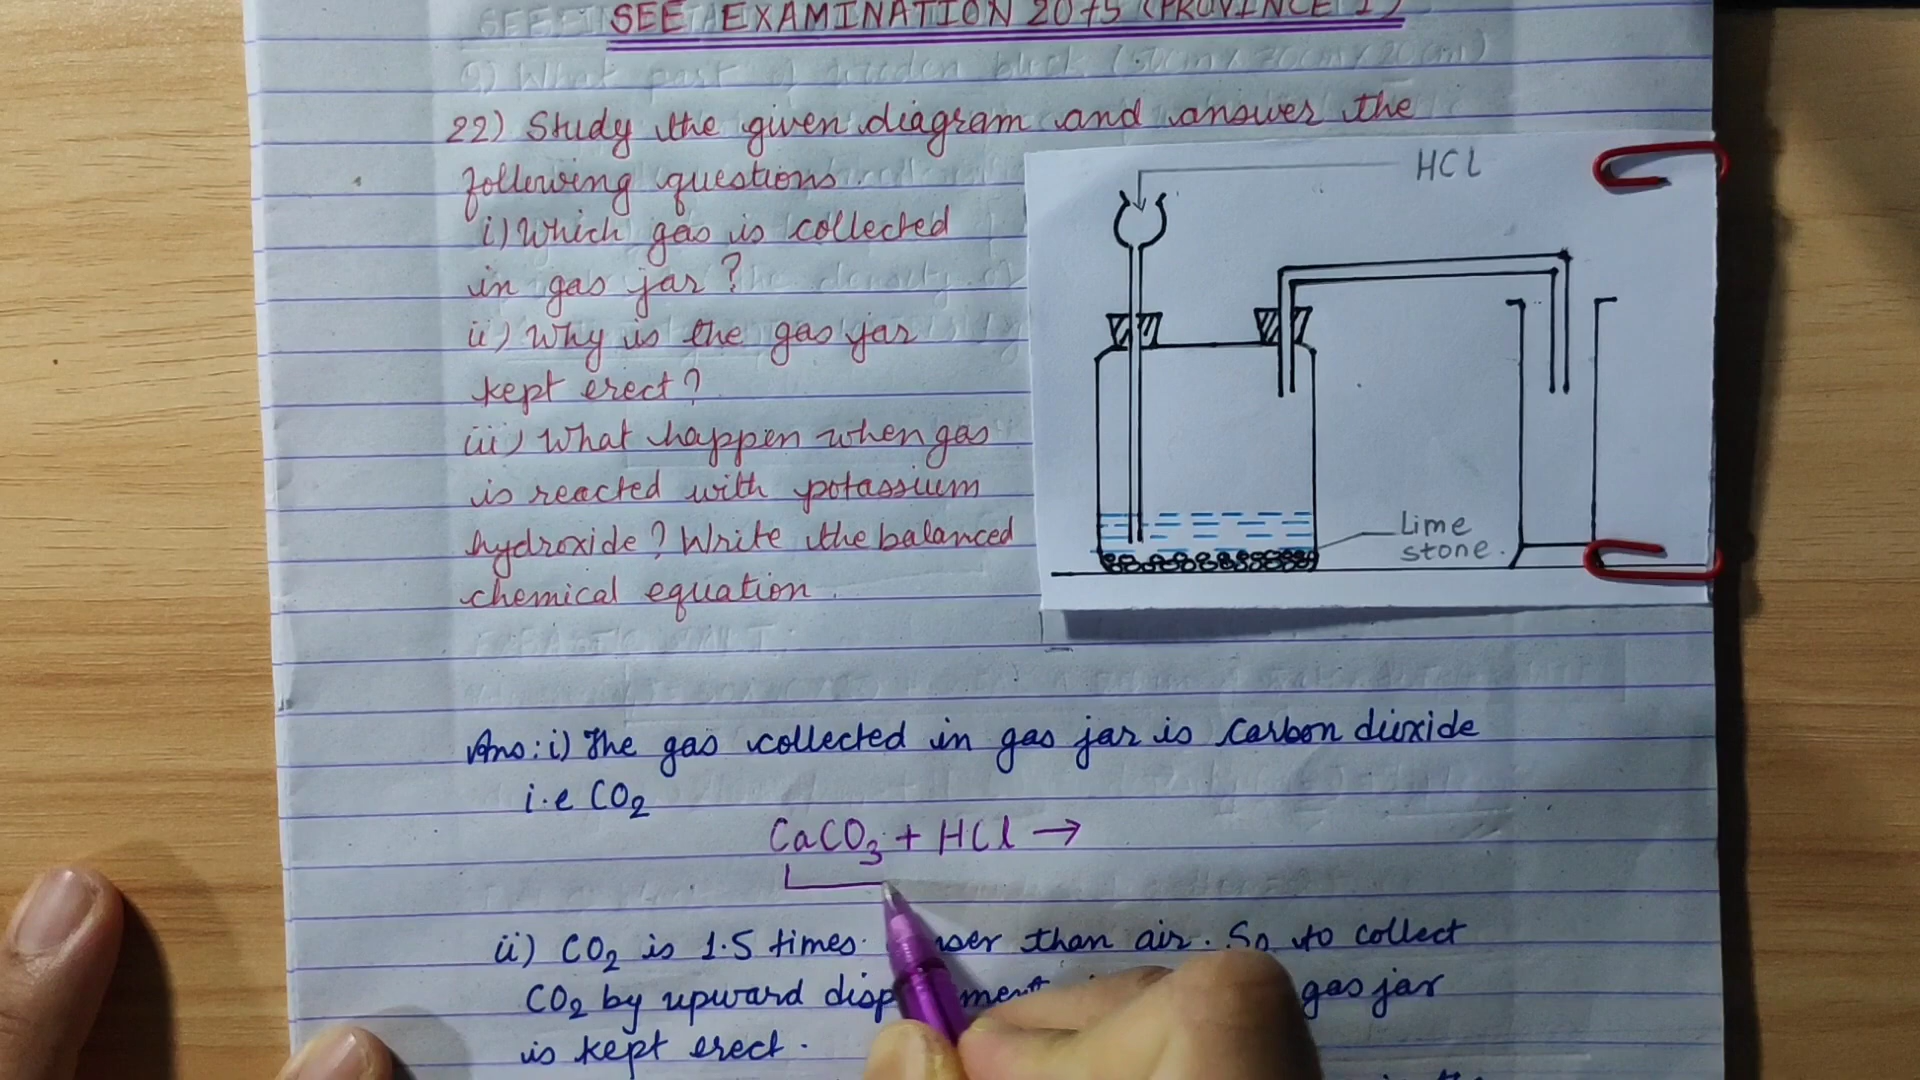 SEE EXAMINATION 2075 (PROVINCE 1)
22) Study the given diagram and answer the
following questions.
i) Which gas is collected
in gas jar?
ii) Why is the gas jar
kept erect?
iii) What happen when gas
is reacted with potassium
hydroxide? Write the balanced
chemical equation.
HCl
Lime
stone.
Ans: i) The gas collected in gas jar is carbon dioxide
i.e CO2
CaCO3 + HCl →
ii) CO2 is 1.5 times than air. So to collect
CO2 by upward gas jar
is kept erect.